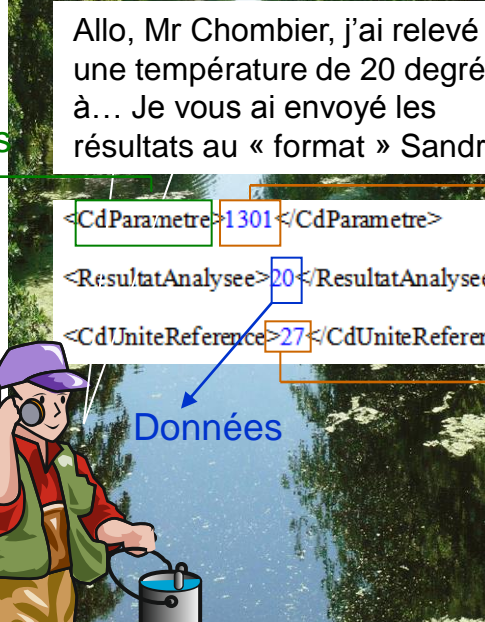 Allo, Mr Chombier, j’ai relevé
une température de 20 degré
à… Je vous ai envoyé les
résultats au « format » Sandr
s
<CdParametre>1301</CdParametre>
<ResultatAnalysee>20</ResultatAnalysee
<CdUniteReference>27</CdUniteReferen
Données